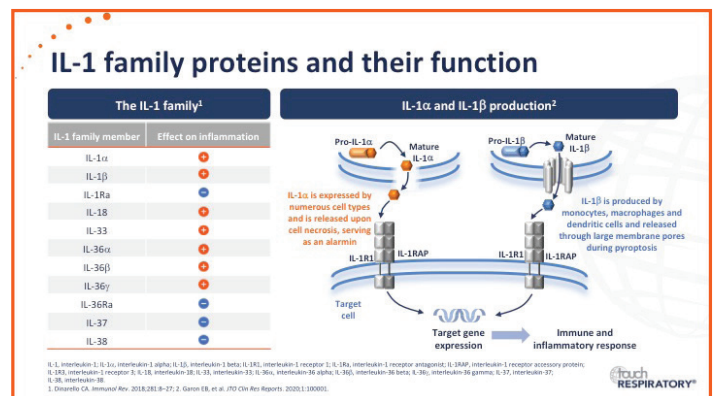 IL-1 family proteins and their function
The IL-1 family¹
IL-1 family member Effect on inflammation
IL-1α +
IL-1β +
IL-1Ra −
IL-18 +
IL-33 +
IL-36α +
IL-36β +
IL-36γ +
IL-36Ra −
IL-37 −
IL-38 −
IL-1α and IL-1β production²
Pro-IL-1α
Mature
IL-1α
IL-1α is expressed by
numerous cell types
and is released upon
cell necrosis, serving
as an alarmin
IL-1R1
IL-1RAP
Pro-IL-1β
Mature
IL-1β
IL-1β is produced by
monocytes, macrophages and
dendritic cells and released
through large membrane pores
during pyroptosis
IL-1R1
IL-1RAP
Target
cell
Target gene
expression
Immune and
inflammatory response
IL-1, interleukin-1; IL-1α, interleukin-1 alpha; IL-1β, interleukin-1 beta; IL-1R1, interleukin-1 receptor 1; IL-1Ra, interleukin-1 receptor antagonist; IL-1RAP, interleukin-1 receptor accessory protein;
IL-1R3, interleukin-1 receptor 3; IL-18, interleukin-18; IL-33, interleukin-33; IL-36α, interleukin-36 alpha; IL-36β, interleukin-36 beta; IL-36γ, interleukin-36 gamma; IL-37, interleukin-37;
IL-38, interleukin-38.
1. Dinarello CA. Immunol Rev. 2018;281:8–27; 2. Garon EB, et al. JTO Clin Res Reports. 2020;1:100001.
touch
RESPIRATORY®